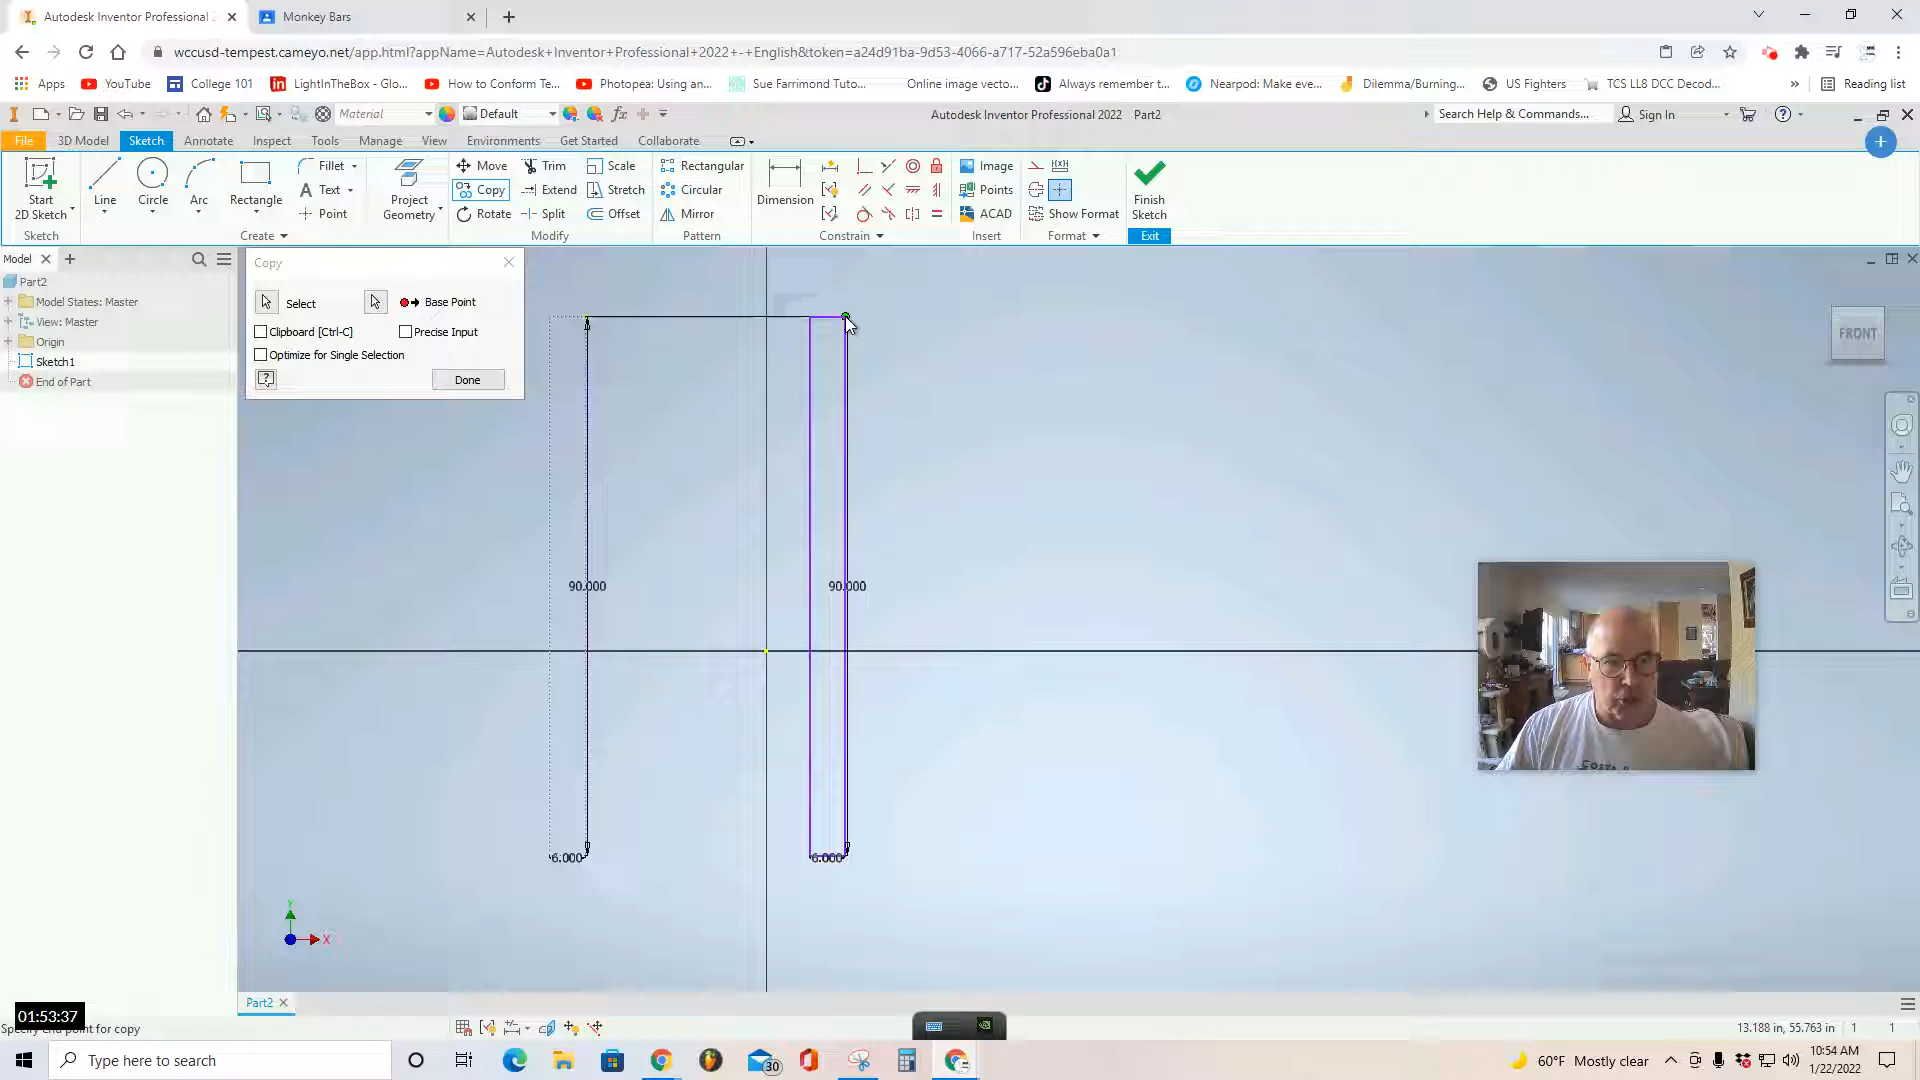 Autodesk Inventor Professional 2
Monkey Bars
wccusd-tempest.cameyo.net/app.html?appName=Autodesk+Inventor+Professional+2022+-+English&token=a24d91ba-9d53-4066-a717-52a596eba0a1
Apps YouTube College 101 LightInTheBox - Glo... How to Conform Te... Photopea: Using an... Sue Farrimond Tuto... Online image vecto... Always remember t... Nearpod: Make eve... Dilemma/Burning... US Fighters TCS LL8 DCC Decod... » Reading list
Material Default fx Autodesk Inventor Professional 2022 Part2 Search Help & Commands... Sign In
File 3D Model Sketch Annotate Inspect Tools Manage View Environments Get Started Collaborate
Fillet Move Trim Scale Rectangular Image
Text Copy Extend Stretch Circular Points
Start 2D Sketch Line Circle Arc Rectangle Project Geometry Dimension Finish Sketch
Point Rotate Split Offset Mirror ACAD Show Format
Sketch Create Modify Pattern Constrain Insert Format Exit
Model
Part2
Model States: Master
View: Master
Origin
Sketch1
End of Part
Copy
Select Base Point
Clipboard [Ctrl-C] Precise Input
Optimize for Single Selection
? Done
FRONT
90.000 90.000
6.000 6.000
COSTA
Y
X
Part2
01:53:37
Specify end point for copy
13.188 in, 55.763 in 1 1
Type here to search
30
60°F Mostly clear
10:54 AM
1/22/2022